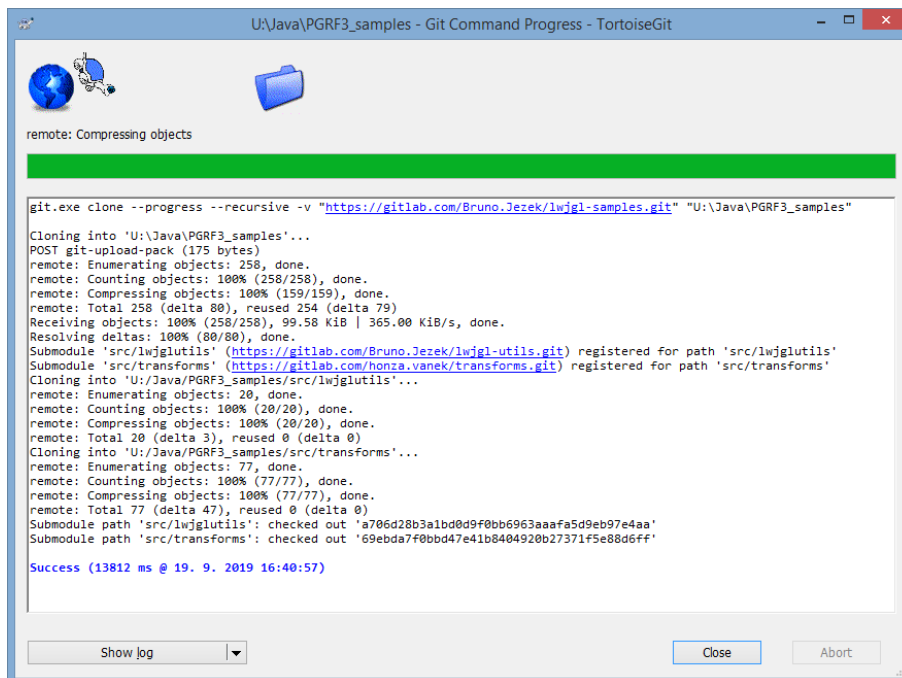 U:\Java\PGRF3_samples - Git Command Progress - TortoiseGit
remote: Compressing objects
git.exe clone --progress --recursive -v "https://gitlab.com/Bruno.Jezek/lwjgl-samples.git" "U:\Java\PGRF3_samples"
Cloning into 'U:\Java\PGRF3_samples'...
POST git-upload-pack (175 bytes)
remote: Enumerating objects: 258, done.
remote: Counting objects: 100% (258/258), done.
remote: Compressing objects: 100% (159/159), done.
remote: Total 258 (delta 80), reused 254 (delta 79)
Receiving objects: 100% (258/258), 99.58 KiB | 365.00 KiB/s, done.
Resolving deltas: 100% (80/80), done.
Submodule 'src/lwjglutils' (https://gitlab.com/Bruno.Jezek/lwjgl-utils.git) registered for path 'src/lwjglutils'
Submodule 'src/transforms' (https://gitlab.com/honza.vanek/transforms.git) registered for path 'src/transforms'
Cloning into 'U:/Java/PGRF3_samples/src/lwjglutils'...
remote: Enumerating objects: 20, done.
remote: Counting objects: 100% (20/20), done.
remote: Compressing objects: 100% (20/20), done.
remote: Total 20 (delta 3), reused 0 (delta 0)
Cloning into 'U:/Java/PGRF3_samples/src/transforms'...
remote: Enumerating objects: 77, done.
remote: Counting objects: 100% (77/77), done.
remote: Compressing objects: 100% (77/77), done.
remote: Total 77 (delta 47), reused 0 (delta 0)
Submodule path 'src/lwjglutils': checked out 'a706d28b3a1bd0d9f0bb6963aaafa5d9eb97e4aa'
Submodule path 'src/transforms': checked out '69ebda7f0bbd47e41b8404920b27371f5e88d6ff'
Success (13812 ms @ 19. 9. 2019 16:40:57)
Show log
Close
Abort